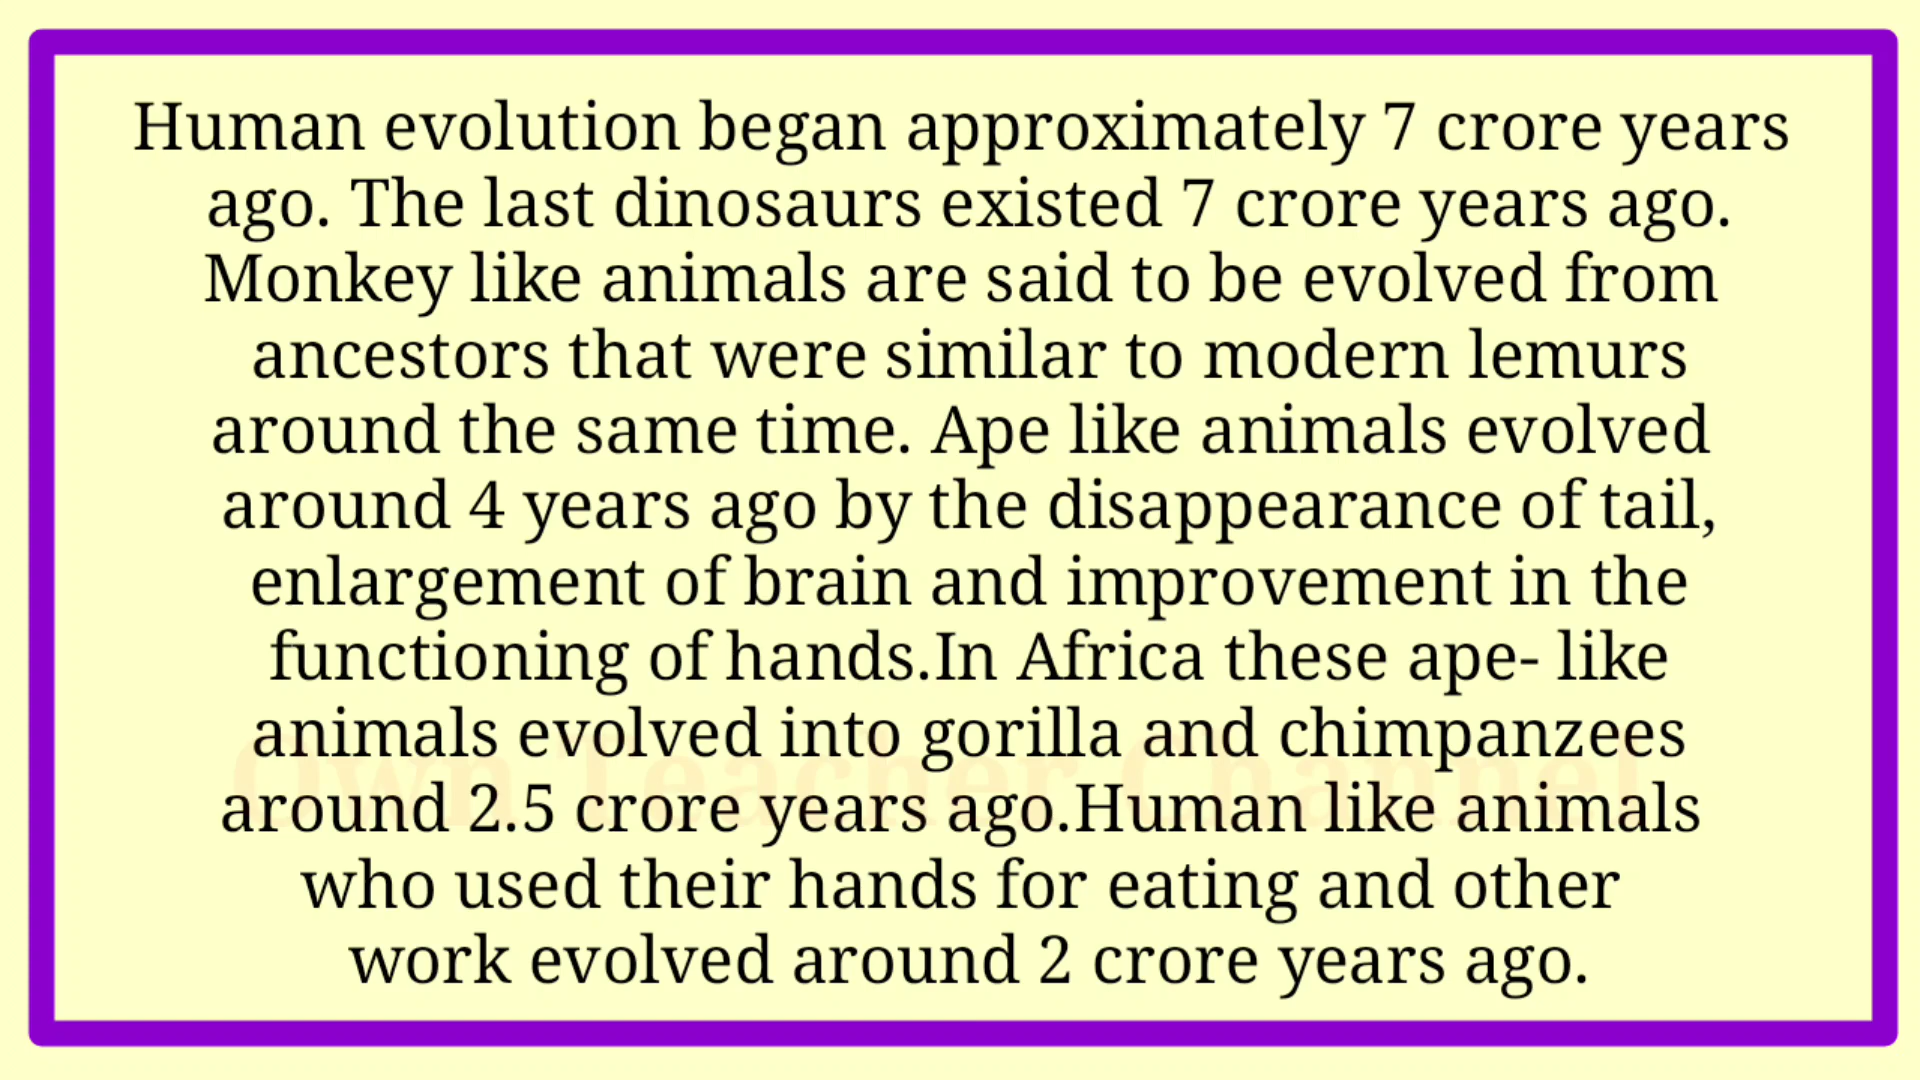 Human evolution began approximately 7 crore years
ago. The last dinosaurs existed 7 crore years ago.
Monkey like animals are said to be evolved from
ancestors that were similar to modern lemurs
around the same time. Ape like animals evolved
around 4 years ago by the disappearance of tail,
enlargement of brain and improvement in the
functioning of hands.In Africa these ape- like
animals evolved into gorilla and chimpanzees
Own Teacher Channel
around 2.5 crore years ago.Human like animals
who used their hands for eating and other
work evolved around 2 crore years ago.